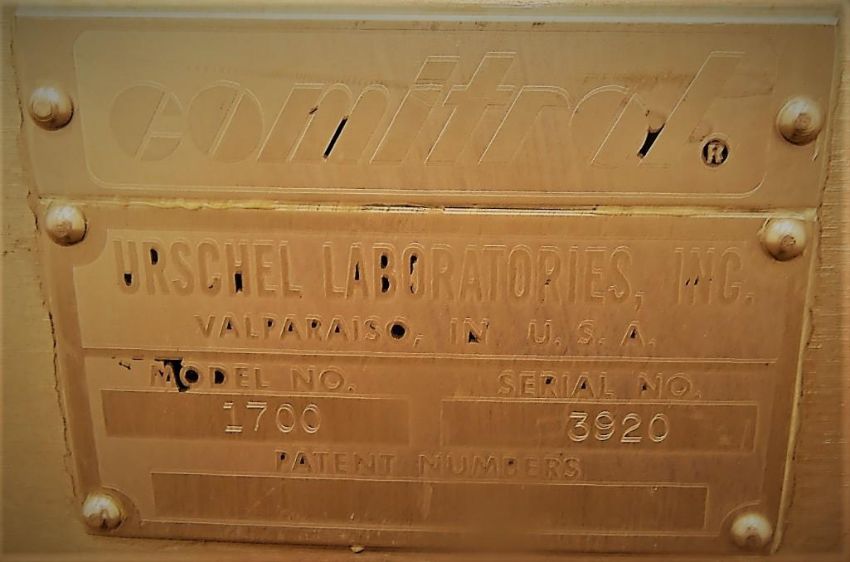 comitrol®
URSCHEL LABORATORIES, INC.
VALPARAISO, IN U.S.A.
MODEL NO. SERIAL NO.
1700 3920
PATENT NUMBERS